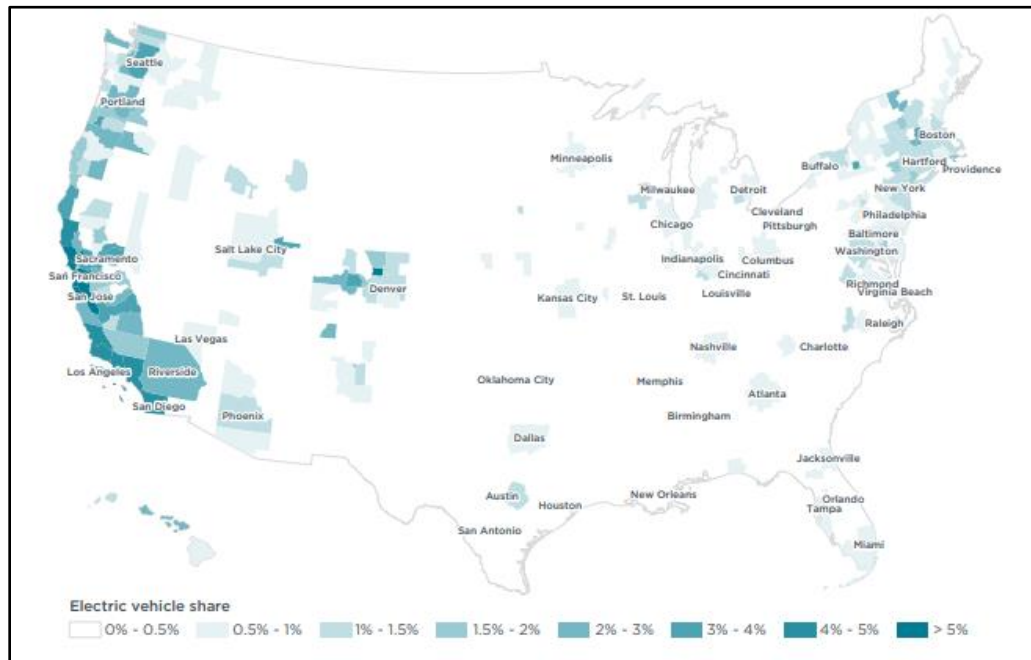 Seattle
Portland
Boston
Minneapolis
Buffalo
Hartford
Providence
Milwaukee
Detroit
New York
Cleveland
Philadelphia
Chicago
Pittsburgh
Baltimore
Salt Lake City
Washington
Sacramento
Indianapolis
Columbus
San Francisco
Cincinnati
Denver
Richmond
San Jose
Kansas City
St. Louis
Louisville
Virginia Beach
Raleigh
Las Vegas
Nashville
Charlotte
Los Angeles
Riverside
Oklahoma City
Memphis
Atlanta
San Diego
Phoenix
Birmingham
Dallas
Jacksonville
Austin
New Orleans
Orlando
Houston
Tampa
San Antonio
Miami
Electric vehicle share
0% - 0.5% 0.5% - 1% 1% - 1.5% 1.5% - 2% 2% - 3% 3% - 4% 4% - 5% > 5%